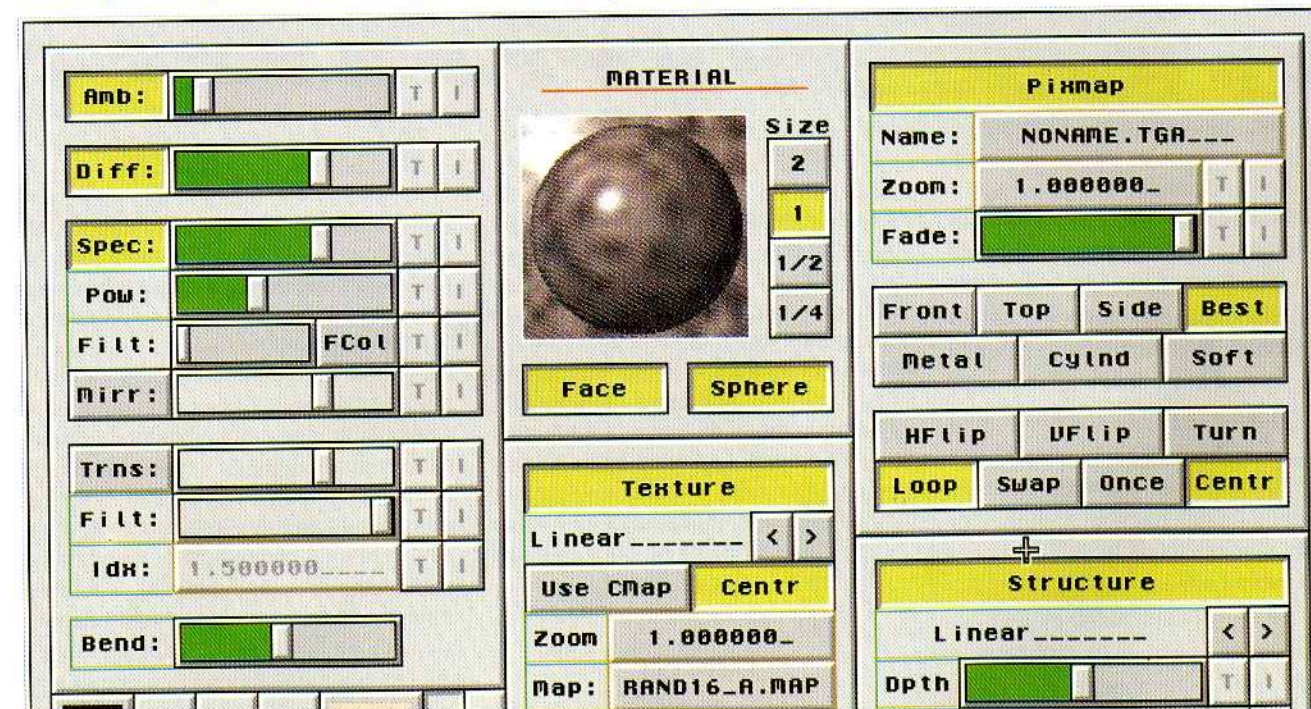 Amb: T I
Diff: T I
Spec: T I
Pow: T I
Filt: FCol T I
Mirr: T I
Trns: T I
Filt: T I
Idx: 1.500000____ T I
Bend:
MATERIAL
Size
2
1
1/2
1/4
Face Sphere
Texture
Linear_______ < >
Use CMap Centr
Zoom 1.000000_
Map: RAND16_A.MAP
Pixmap
Name: NONAME.TGA___
Zoom: 1.000000_ T I
Fade: T I
Front Top Side Best
Metal Cylnd Soft
HFlip VFlip Turn
Loop Swap Once Centr
Structure
Linear_______ < >
Dpth T I